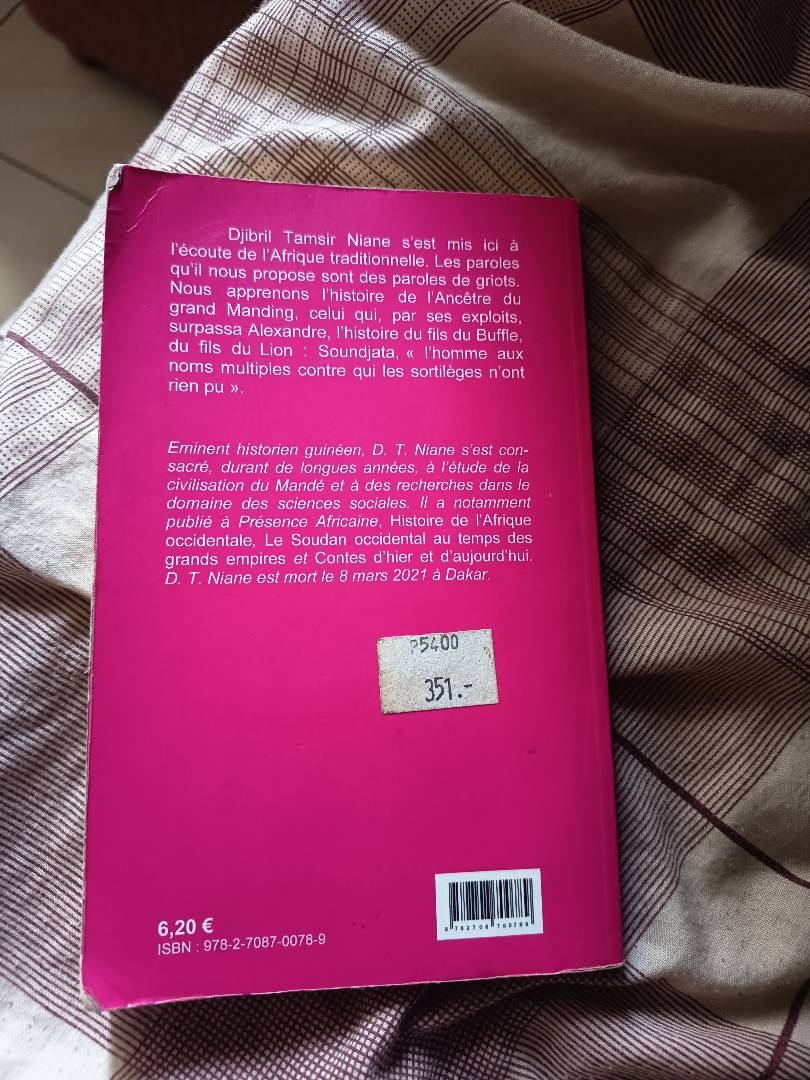 Djibril Tamsir Niane s'est mis ici à
l'écoute de l'Afrique traditionnelle. Les paroles
qu'il nous propose sont des paroles de griots.
Nous apprenons l'histoire de l'Ancêtre du
grand Manding, celui qui, par ses exploits,
surpassa Alexandre, l'histoire du fils du Buffle,
du fils du Lion : Soundjata, « l'homme aux
noms multiples contre qui les sortilèges n'ont
rien pu ».
Eminent historien guinéen, D. T. Niane s'est con-
sacré, durant de longues années, à l'étude de la
civilisation du Mandé et à des recherches dans le
domaine des sciences sociales. Il a notamment
publié à Présence Africaine, Histoire de l'Afrique
occidentale, Le Soudan occidental au temps des
grands empires et Contes d'hier et d'aujourd'hui.
D. T. Niane est mort le 8 mars 2021 à Dakar.
351.-
6,20 €
ISBN : 978-2-7087-0078-9
9 782708 700789